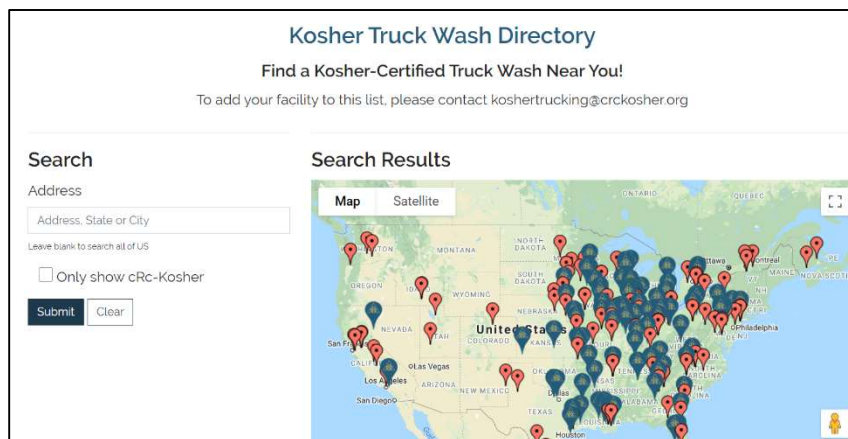 Kosher Truck Wash Directory
Find a Kosher-Certified Truck Wash Near You!
To add your facility to this list, please contact koshertrucking@crckosher.org
Search
Address
Address, State or City
Leave blank to search all of US
Only show cRc-Kosher
Submit Clear
Search Results
Map Satellite
ONTARIO
QUEBEC
MONTANA
NORTH
DAKOTA
Ottawa
Montreal
MAINE
NOVA SCOTIA
OREGON
SOUTH
DAKOTA
WYOMING
NEBRASKA
NEVADA
UTAH
COLORADO
KANSAS
Philadelphia
San Fr
Las Vegas
Los Angeles
ARIZONA
NEW MEXICO
San Diego
Dallas
TEXAS
Houston